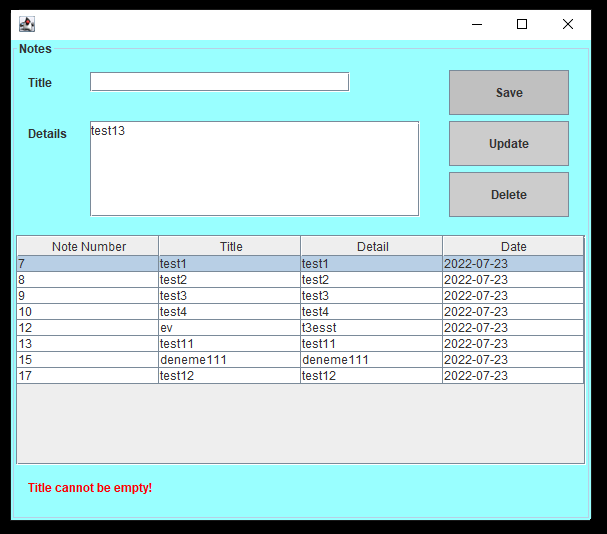 Notes
Title
Save
Details
test13
Update
Delete
Note Number Title Detail Date
7 test1 test1 2022-07-23
8 test2 test2 2022-07-23
9 test3 test3 2022-07-23
10 test4 test4 2022-07-23
12 ev t3esst 2022-07-23
13 test11 test11 2022-07-23
15 deneme111 deneme111 2022-07-23
17 test12 test12 2022-07-23
Title cannot be empty!